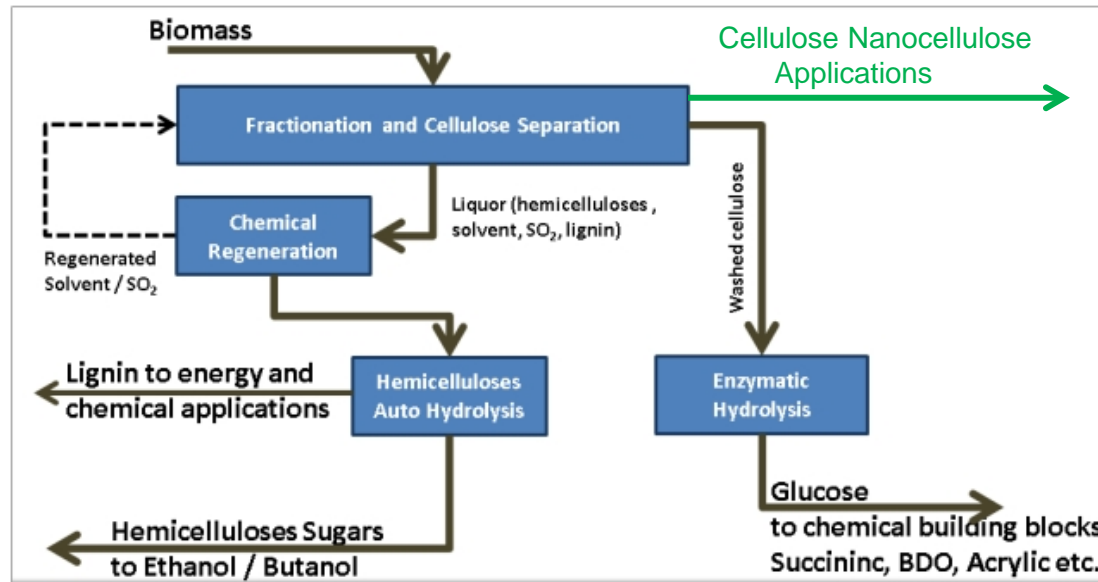 Biomass
Cellulose Nanocellulose
Applications
Fractionation and Cellulose Separation
Liquor (hemicelluloses ,
solvent, SO₂, lignin)
Washed cellulose
Chemical
Regeneration
Regenerated
Solvent / SO₂
Lignin to energy and
chemical applications
Hemicelluloses
Auto Hydrolysis
Enzymatic
Hydrolysis
Hemicelluloses Sugars
to Ethanol / Butanol
Glucose
to chemical building blocks
Succininc, BDO, Acrylic etc.